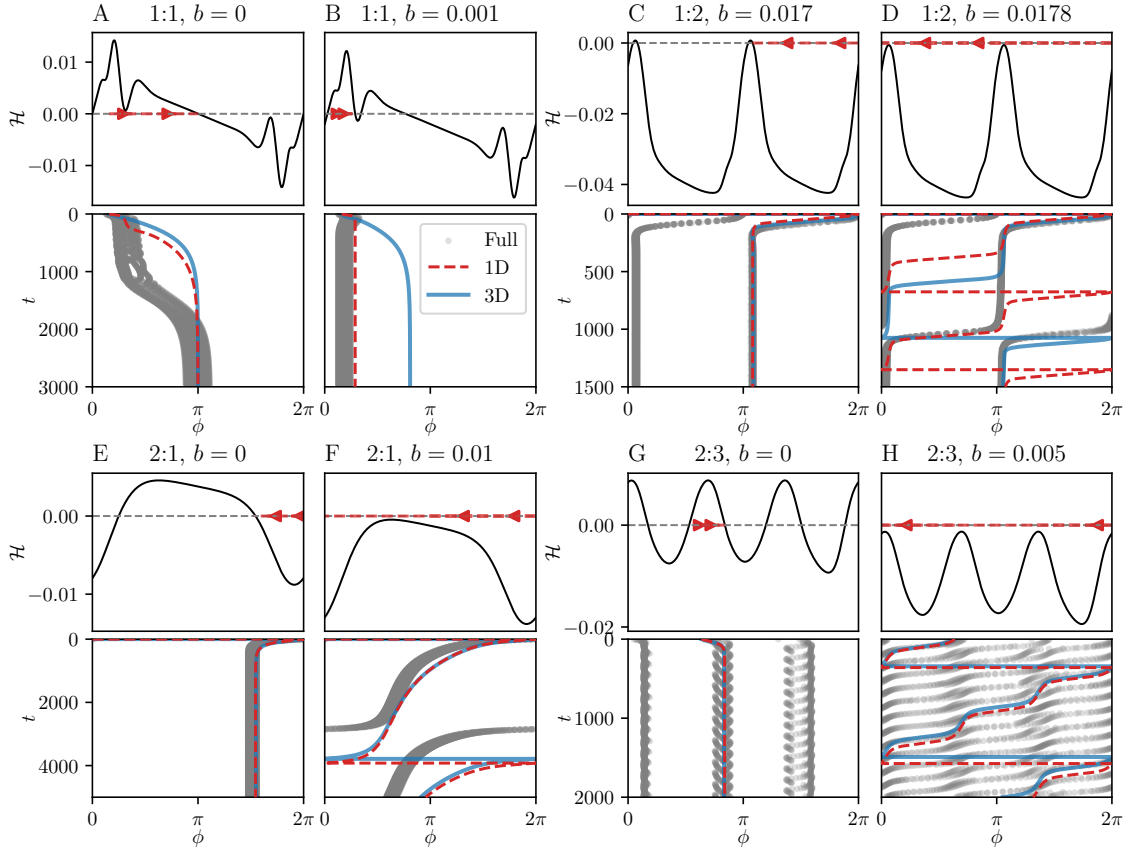 A 1:1, b = 0
B 1:1, b = 0.001
C 1:2, b = 0.017
D 1:2, b = 0.0178
0.01
0.00
−0.01
ℋ
0.00
−0.02
−0.04
ℋ
0
1000
2000
3000
t
0 π 2π
ϕ
Full
1D
3D
0 π 2π
ϕ
0
500
1000
1500
t
0 π 2π
ϕ
0 π 2π
ϕ
E 2:1, b = 0
F 2:1, b = 0.01
G 2:3, b = 0
H 2:3, b = 0.005
0.00
−0.01
ℋ
0.00
−0.02
ℋ
0
2000
4000
t
0 π 2π
ϕ
0 π 2π
ϕ
0
1000
2000
t
0 π 2π
ϕ
0 π 2π
ϕ